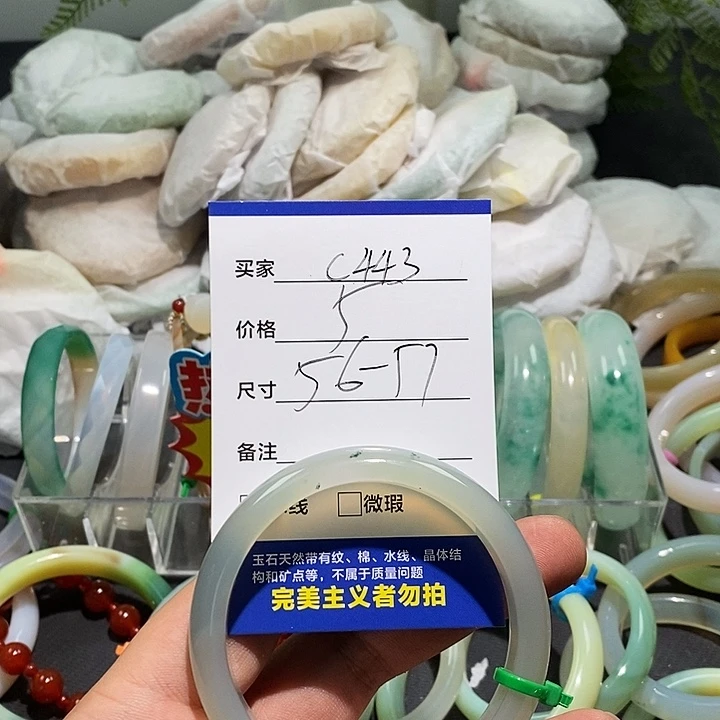 买家 C443
价格 5
尺寸 56-57
备注
线 □微瑕
玉石天然带有纹、棉、水线、晶体结
构和矿点等，不属于质量问题
完美主义者勿拍